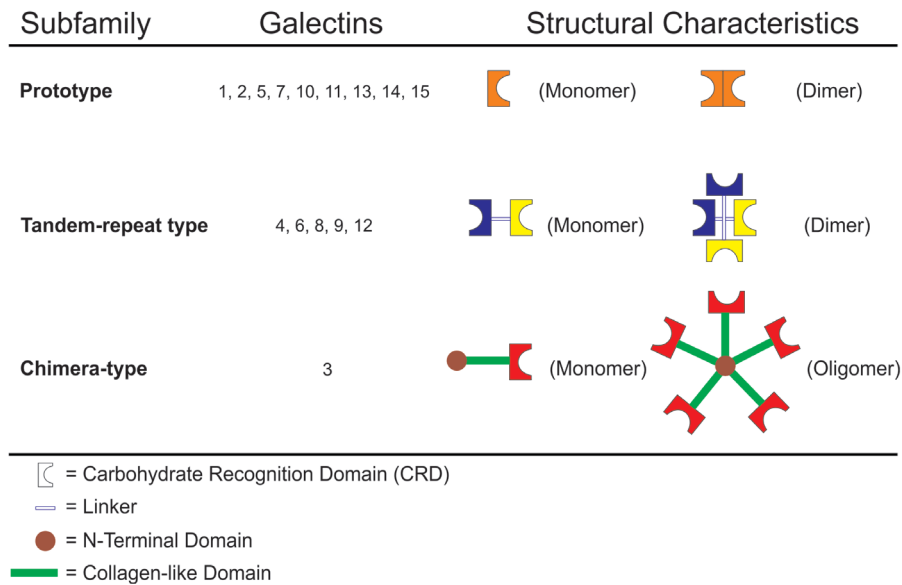 Subfamily Galectins Structural Characteristics
Prototype 1, 2, 5, 7, 10, 11, 13, 14, 15 (Monomer) (Dimer)
Tandem-repeat type 4, 6, 8, 9, 12 (Monomer) (Dimer)
Chimera-type 3 (Monomer) (Oligomer)
= Carbohydrate Recognition Domain (CRD)
= Linker
= N-Terminal Domain
= Collagen-like Domain